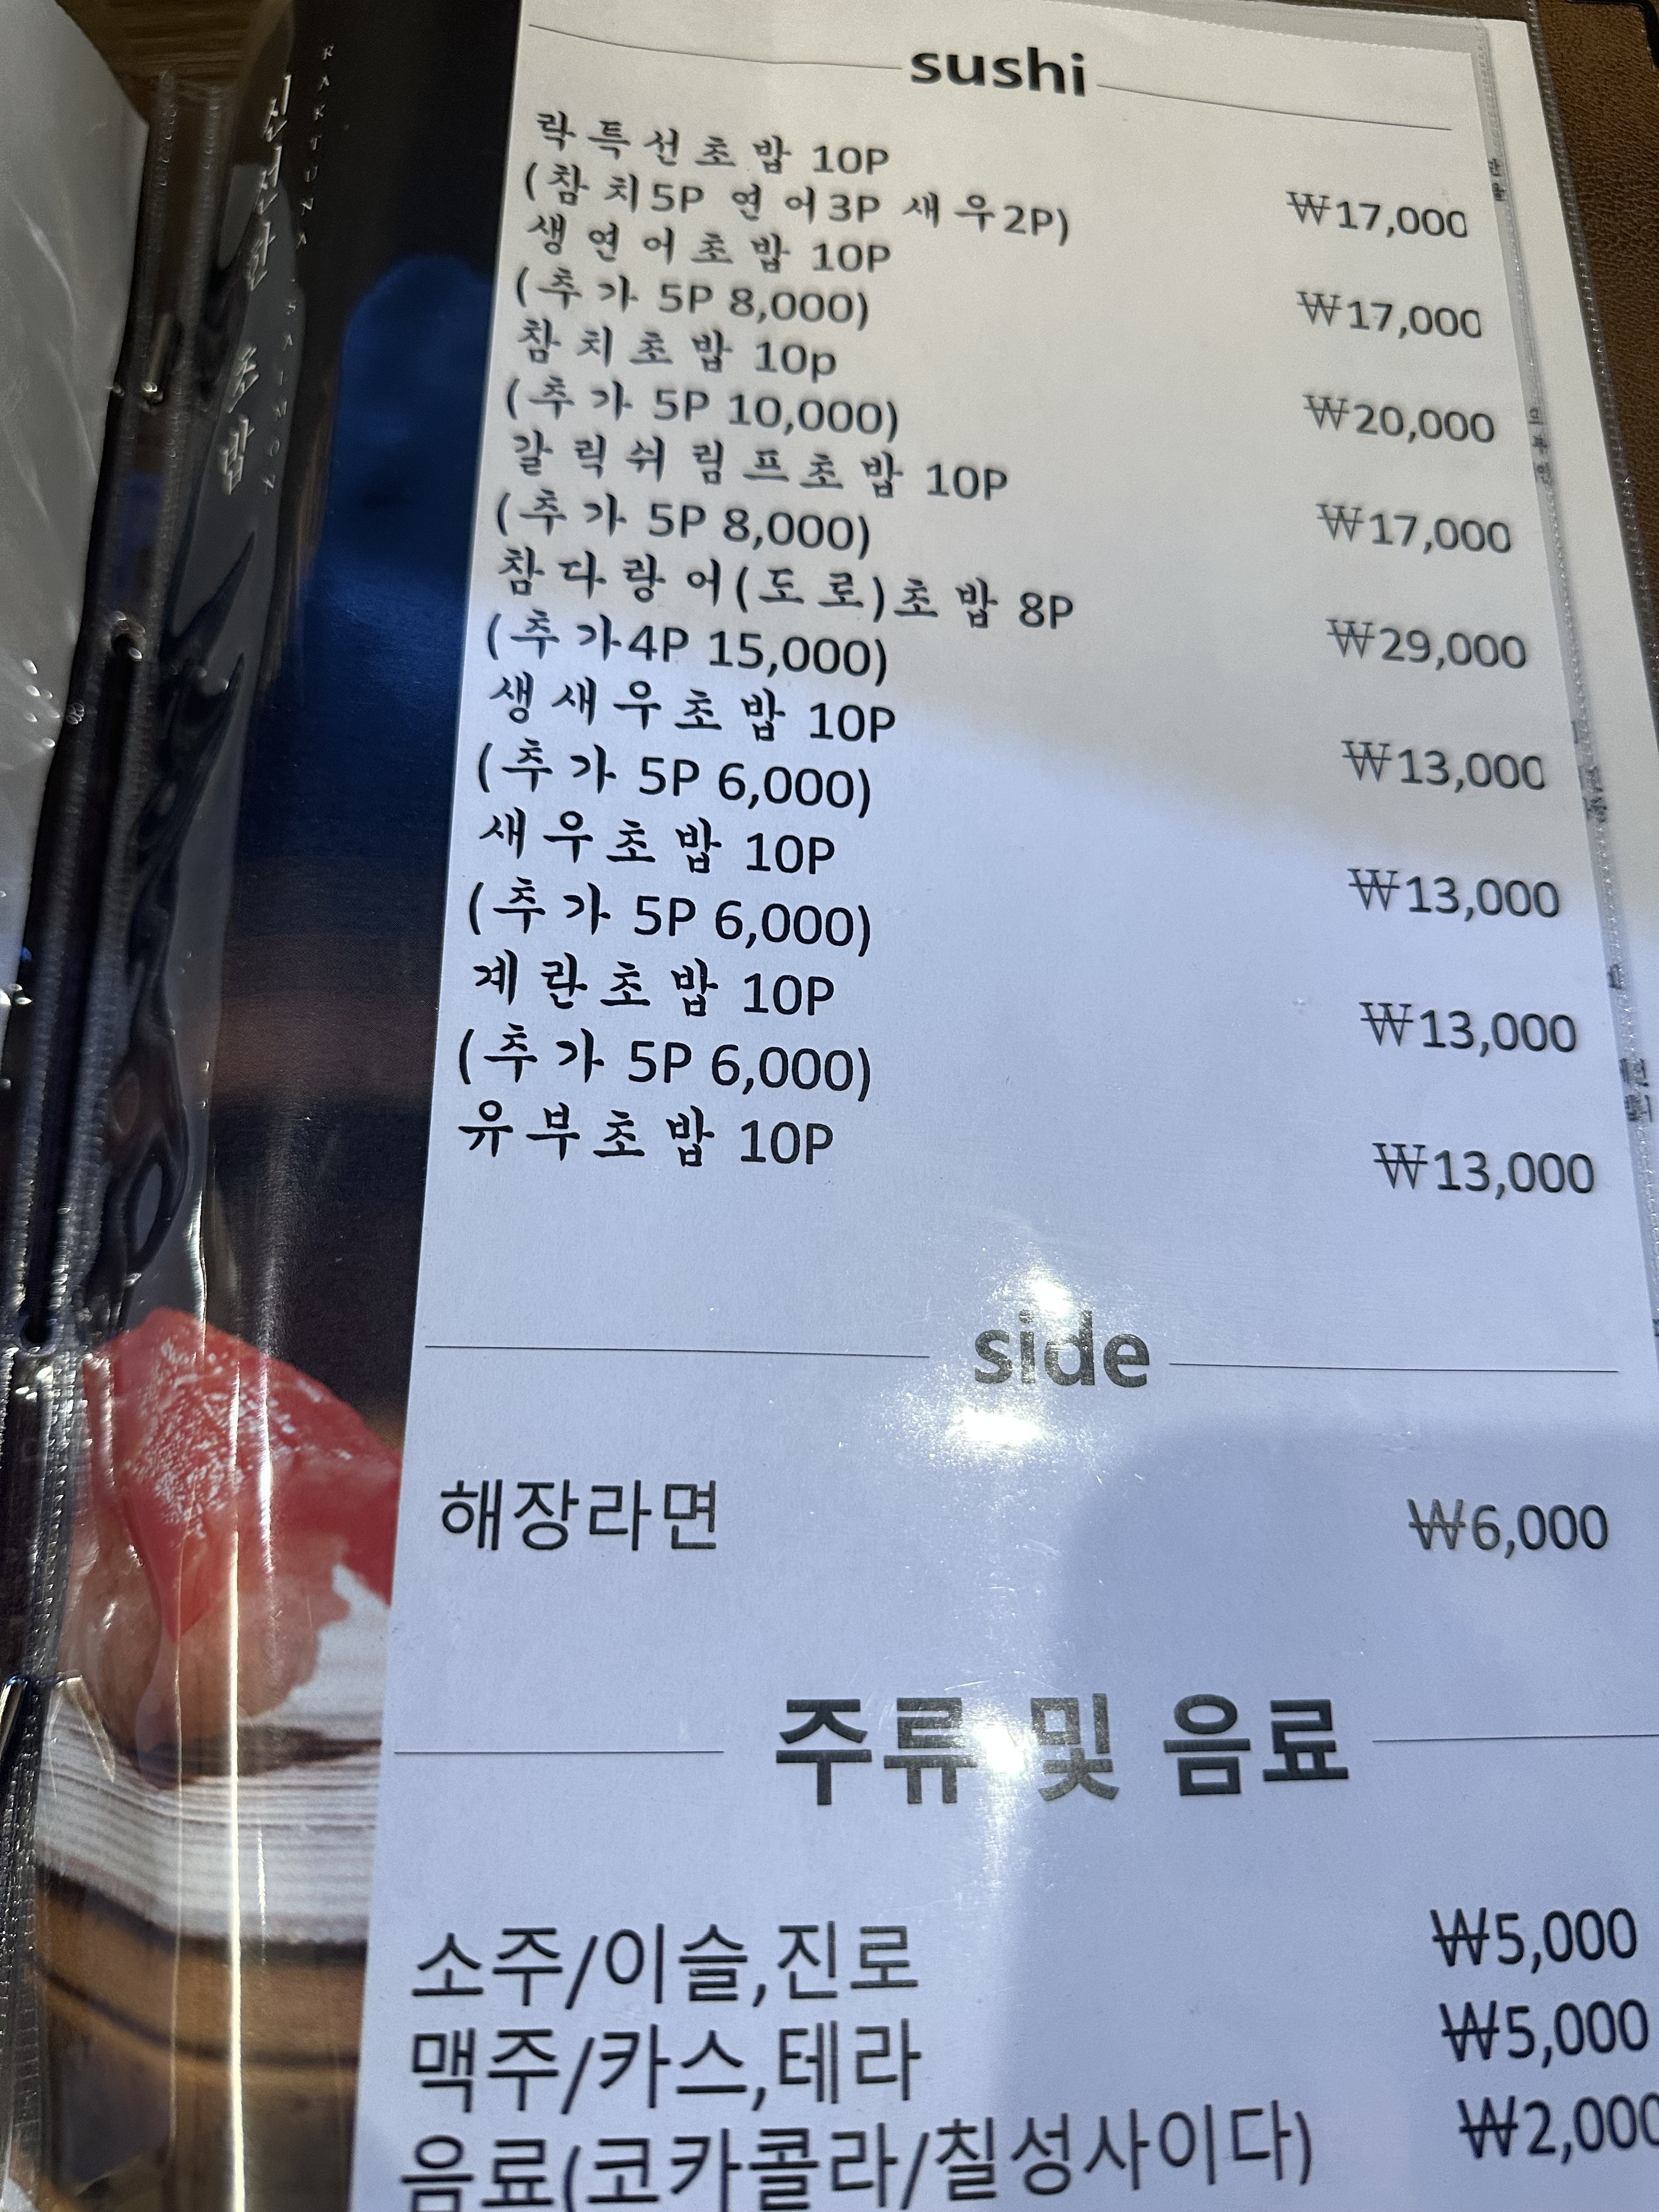 sushi
락특선초밥 10P
(참치5P 연어3P 새우2P) ₩17,000
생연어초밥 10P
(추가 5P 8,000) ₩17,000
참치초밥 10p
(추가 5P 10,000) ₩20,000
갈릭쉬림프초밥 10P
(추가 5P 8,000) ₩17,000
참다랑어(도로)초밥 8P
(추가4P 15,000) ₩29,000
생새우초밥 10P
(추가 5P 6,000) ₩13,000
새우초밥 10P
(추가 5P 6,000) ₩13,000
계란초밥 10P
(추가 5P 6,000) ₩13,000
유부초밥 10P ₩13,000
side
해장라면 ₩6,000
주류 및 음료
소주/이슬,진로 ₩5,000
맥주/카스,테라 ₩5,000
음료(코카콜라/칠성사이다) ₩2,000
초밥